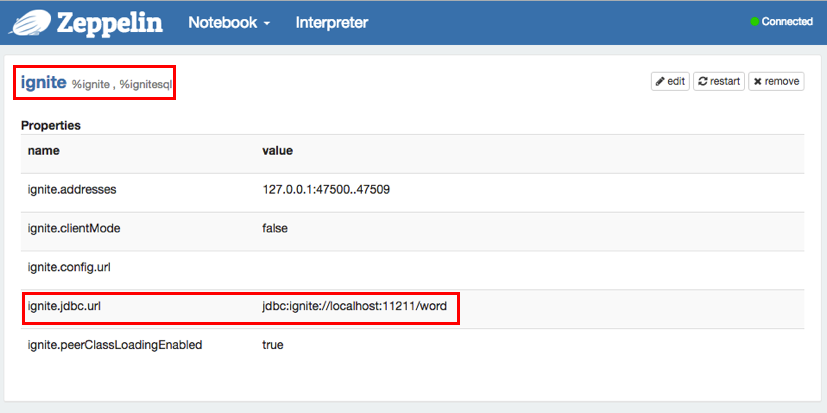 Zeppelin Notebook Interpreter Connected
ignite %ignite , %ignitesql edit restart remove
Properties
name value
ignite.addresses 127.0.0.1:47500..47509
ignite.clientMode false
ignite.config.url
ignite.jdbc.url jdbc:ignite://localhost:11211/word
ignite.peerClassLoadingEnabled true